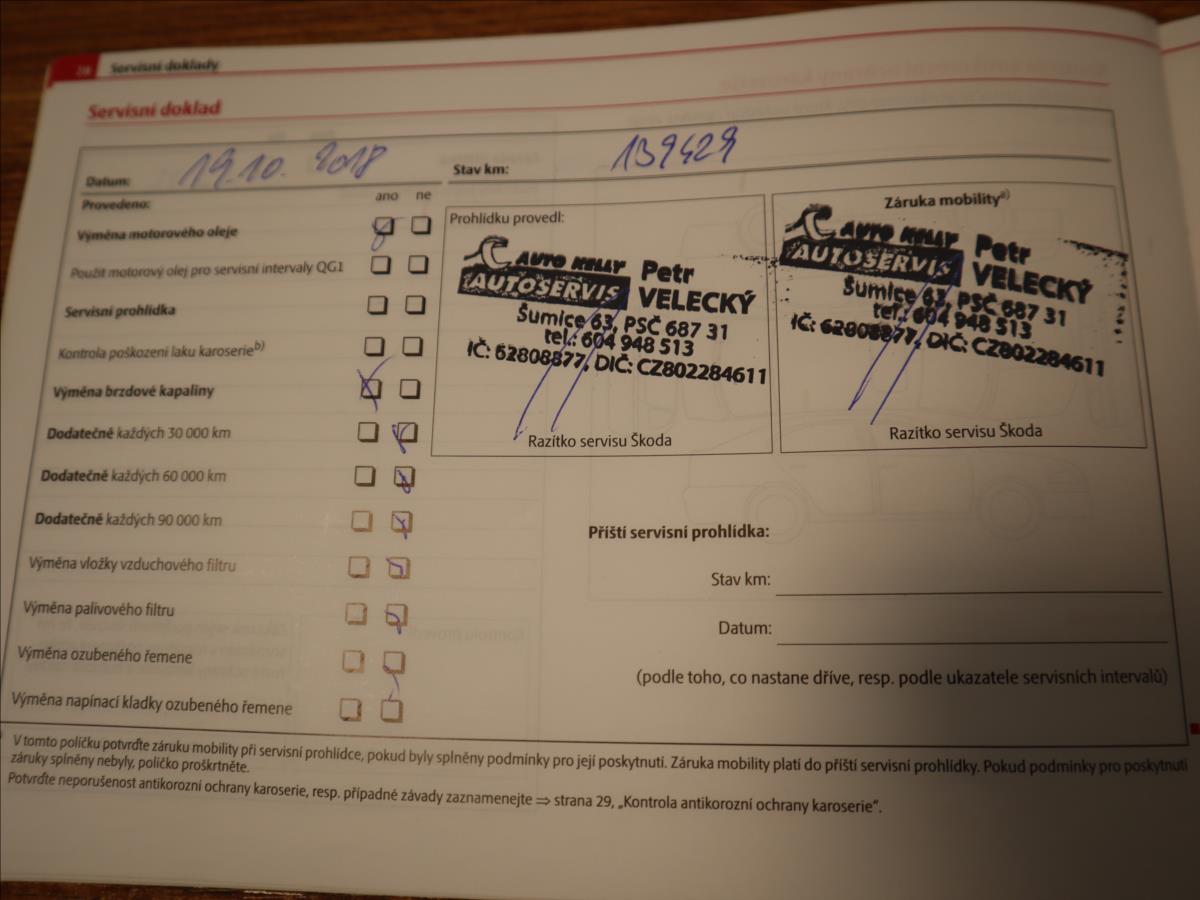 28 Servisní doklady
Servisní doklad
Datum: 19.10. 2018 Stav km: 139429
Provedeno: ano ne
Výměna motorového oleje
Použit motorový olej pro servisní intervaly QG1
Servisní prohlídka
Kontrola poškození laku karoserieb)
Výměna brzdové kapaliny
Dodatečně každých 30 000 km
Dodatečně každých 60 000 km
Dodatečně každých 90 000 km
Výměna vložky vzduchového filtru
Výměna palivového filtru
Výměna ozubeného řemene
Výměna napínací kladky ozubeného řemene
Prohlídku provedl:
AUTO KELLY Petr
AUTOSERVIS VELECKÝ
Šumice 63, PSČ 687 31
tel.: 604 948 513
IČ: 62808877, DIČ: CZ802284611
Razítko servisu Škoda
Záruka mobilitya)
AUTO KELLY Petr
AUTOSERVIS VELECKÝ
Šumice 63, PSČ 687 31
tel.: 604 948 513
IČ: 62808877, DIČ: CZ802284611
Razítko servisu Škoda
Příští servisní prohlídka:
Stav km:
Datum:
(podle toho, co nastane dříve, resp. podle ukazatele servisních intervalů)
V tomto políčku potvrďte záruku mobility při servisní prohlídce, pokud byly splněny podmínky pro její poskytnutí. Záruka mobility platí do příští servisní prohlídky. Pokud podmínky pro poskytnutí
záruky splněny nebyly, políčko proškrtněte.
Potvrďte neporušenost antikorozní ochrany karoserie, resp. případné závady zaznamenejte ⇒ strana 29, „Kontrola antikorozní ochrany karoserie“.